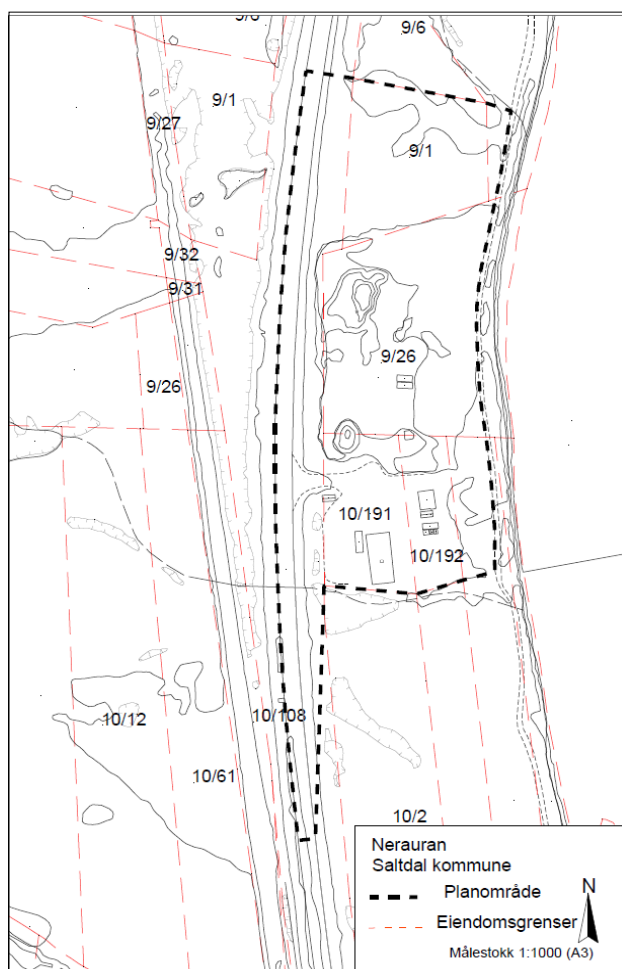 9/6
9/1
9/27
9/1
9/32
9/31
9/26
9/26
10/191
10/192
10/108
10/12
10/61
10/2
Nerauran
Saltdal kommune
Planområde
N
Eiendomsgrenser
Målestokk 1:1000 (A3)